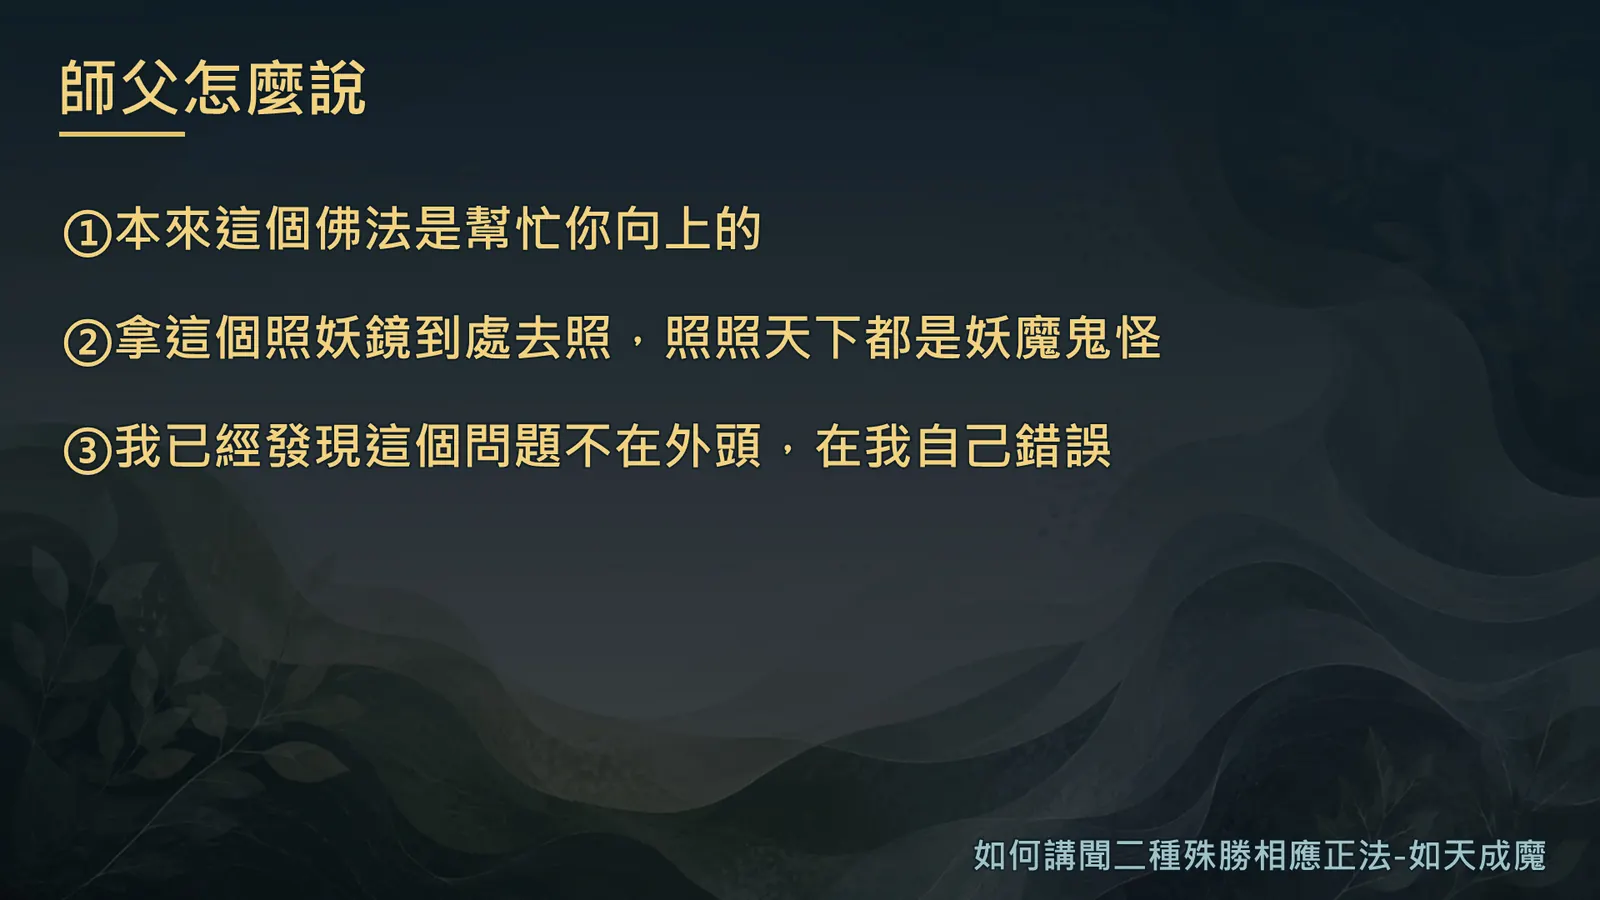 師父怎麼說
①本來這個佛法是幫忙你向上的
②拿這個照妖鏡到處去照，照照天下都是妖魔鬼怪
③我已經發現這個問題不在外頭，在我自己錯誤
如何講聞二種殊勝相應正法-如天成魔